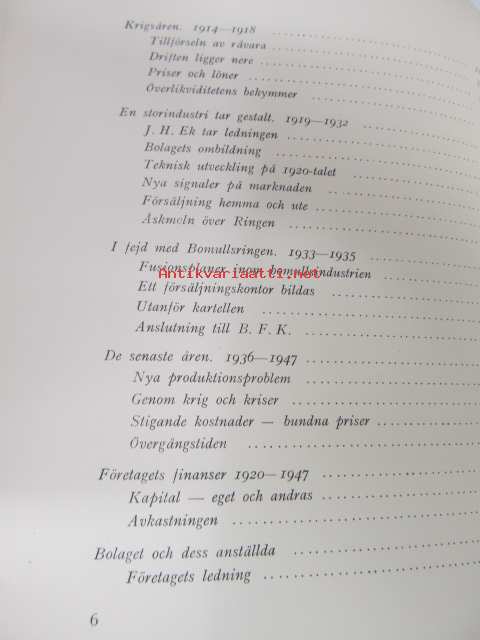 Krigsåren. 1914—1918
Tillförseln av råvara
Driften ligger nere
Priser och löner
Överlikviditetens bekymmer
En storindustri tar gestalt. 1919—1932
J. H. Ek tar ledningen
Bolagets ombildning
Teknisk utveckling på 1920-talet
Nya signaler på marknaden
Försäljning hemma och ute
Åskmoln över Ringen
I fejd med Bomullsringen. 1933—1935
Fusionsplaner inom bomullsindustrien
Antikvariaatti.net
Ett försäljningskontor bildas
Utanför kartellen
Anslutning till B. F. K.
De senaste åren. 1936—1947
Nya produktionsproblem
Genom krig och kriser
Stigande kostnader — bundna priser
Övergångstiden
Företagets finanser 1920—1947
Kapital — eget och andras
Avkastningen
Bolaget och dess anställda
Företagets ledning
6